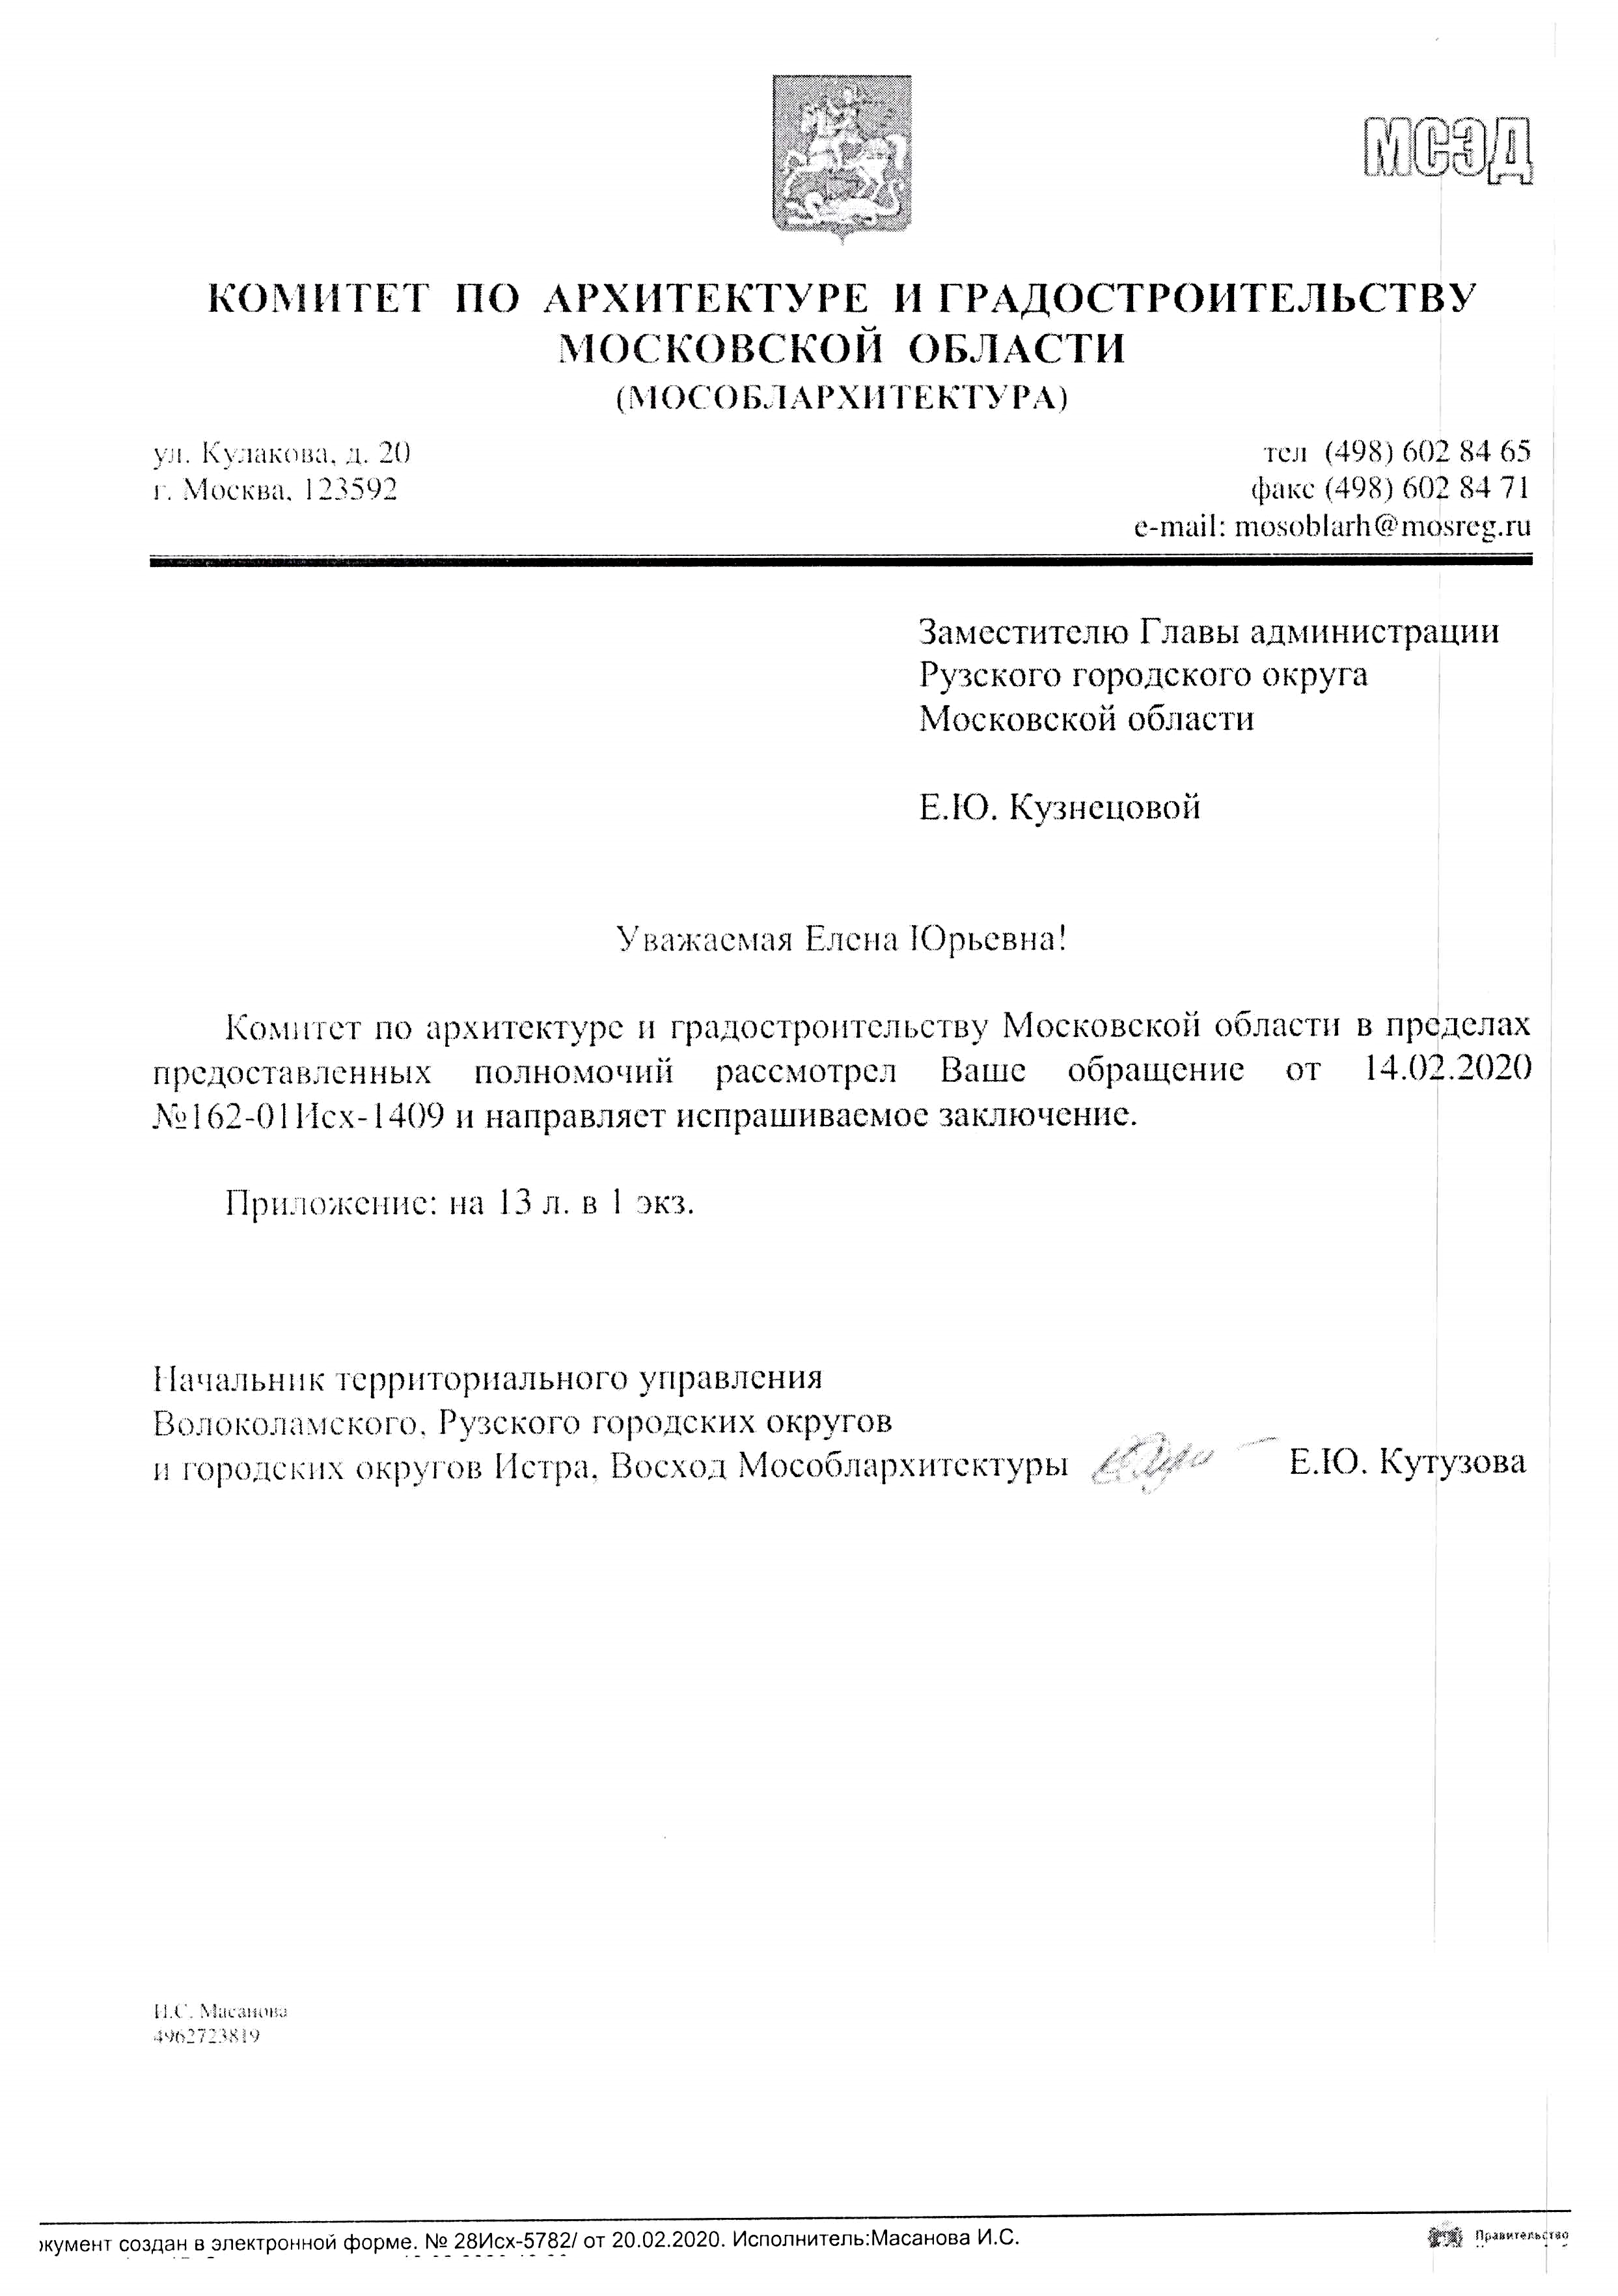 МСЭД
КОМИТЕТ ПО АРХИТЕКТУРЕ И ГРАДОСТРОИТЕЛЬСТВУ
МОСКОВСКОЙ ОБЛАСТИ
(МОСОБЛАРХИТЕКТУРА)
ул. Кулакова, д. 20
г. Москва, 123592
тел (498) 602 84 65
факс (498) 602 84 71
e-mail: mosoblarh@mosreg.ru
Заместителю Главы администрации
Рузского городского округа
Московской области
Е.Ю. Кузнецовой
Уважаемая Елена Юрьевна!
Комитет по архитектуре и градостроительству Московской области в пределах
предоставленных полномочий рассмотрел Ваше обращение от 14.02.2020
№162-01Исх-1409 и направляет испрашиваемое заключение.
Приложение: на 13 л. в 1 экз.
Начальник территориального управления
Волоколамского, Рузского городских округов
и городских округов Истра, Восход Мособлархитектуры Е.Ю. Кутузова
И.С. Масанова
4962723819
окумент создан в электронной форме. № 28Исх-5782/ от 20.02.2020. Исполнитель:Масанова И.С.
Правительство